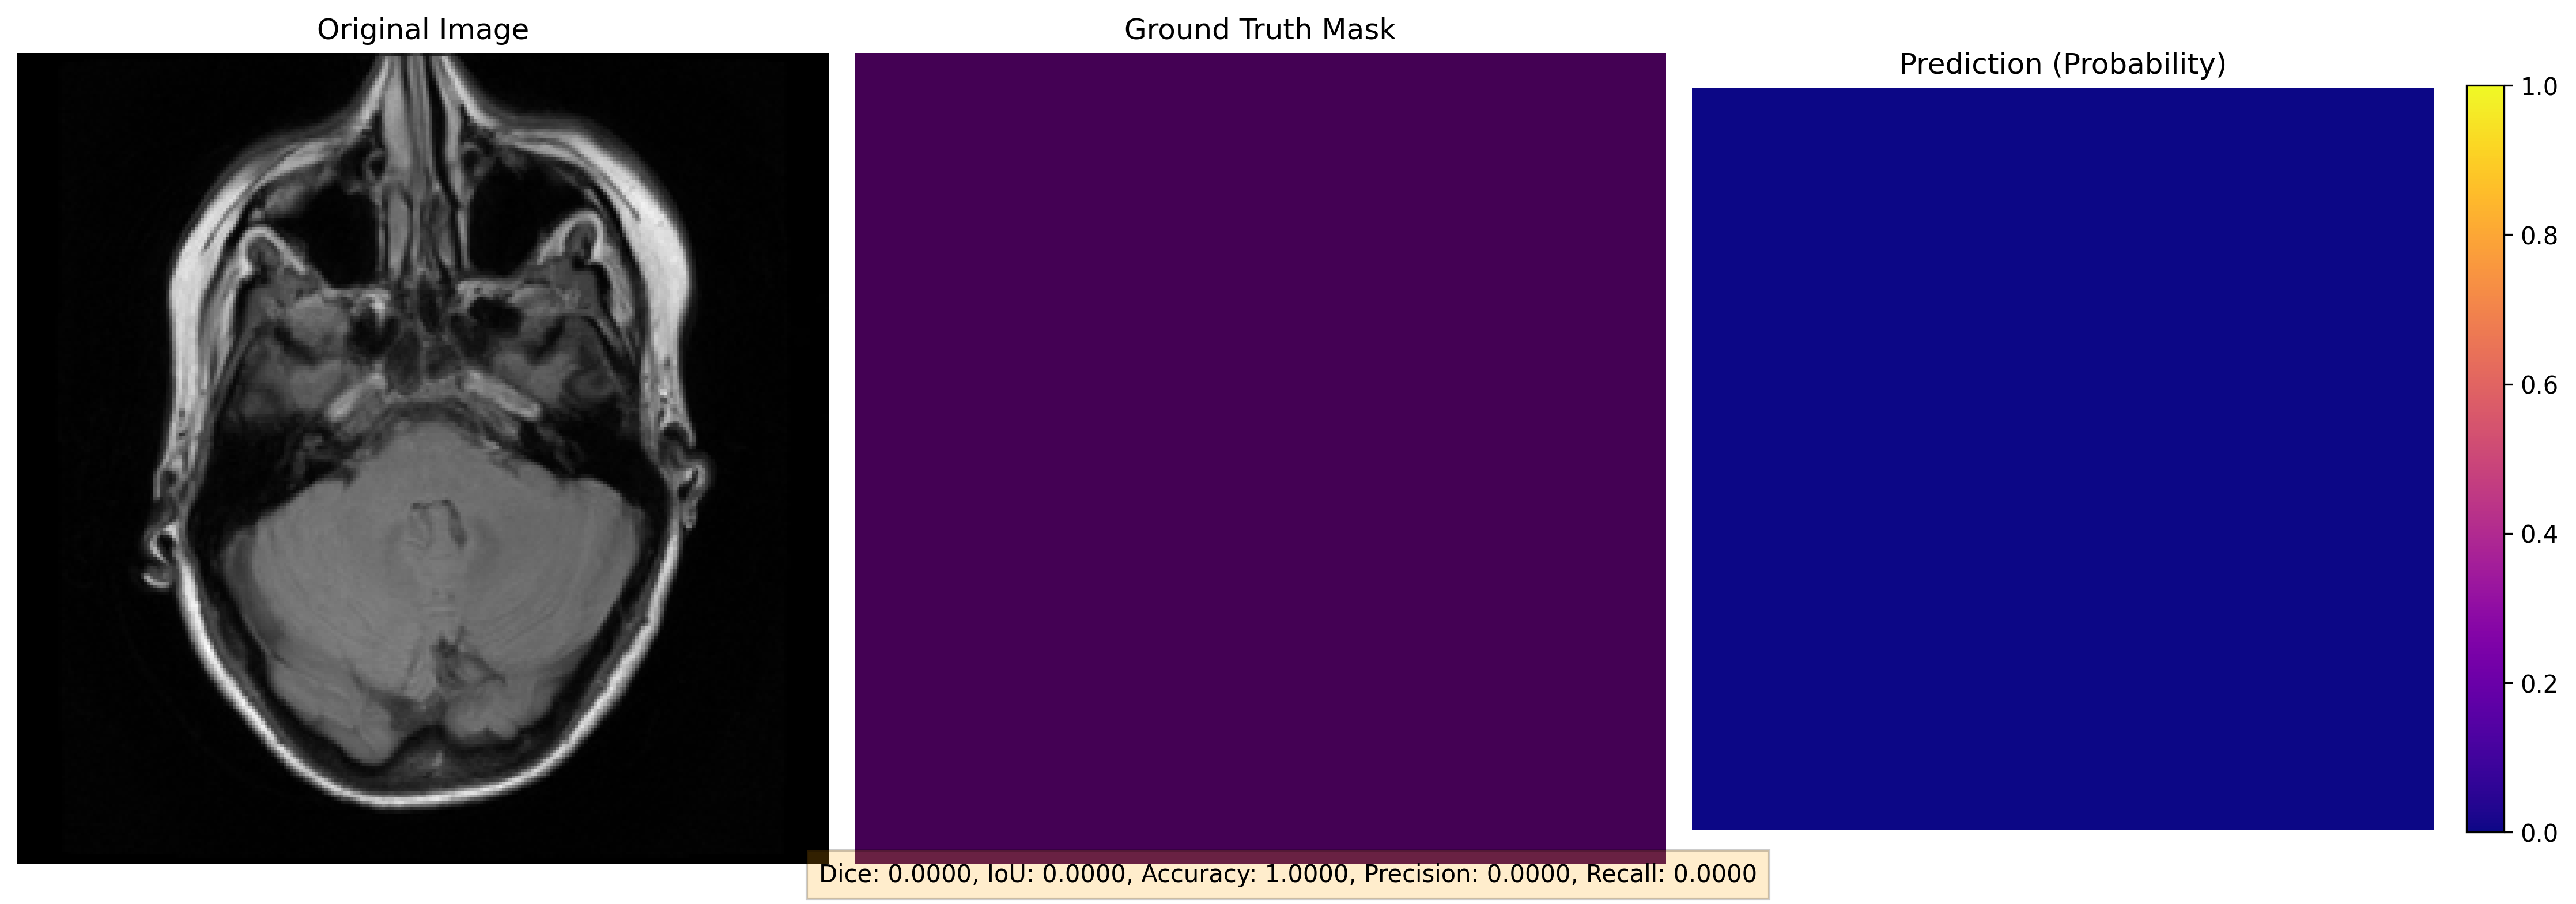 Original Image
Ground Truth Mask
Prediction (Probability)
1.0
0.8
0.6
0.4
0.2
0.0
Dice: 0.0000, IoU: 0.0000, Accuracy: 1.0000, Precision: 0.0000, Recall: 0.0000